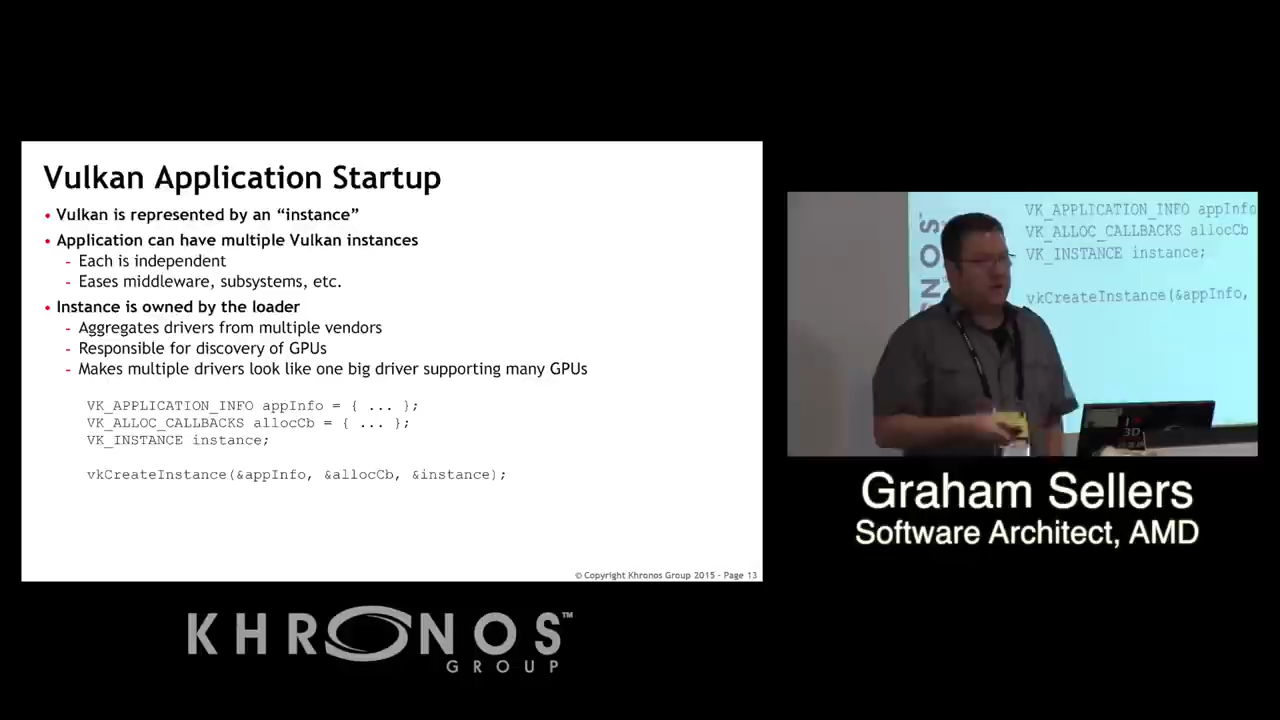 Vulkan Application Startup
• Vulkan is represented by an “instance”
• Application can have multiple Vulkan instances
- Each is independent
- Eases middleware, subsystems, etc.
• Instance is owned by the loader
- Aggregates drivers from multiple vendors
- Responsible for discovery of GPUs
- Makes multiple drivers look like one big driver supporting many GPUs
VK_APPLICATION_INFO appInfo = { ... };
VK_ALLOC_CALLBACKS allocCb = { ... };
VK_INSTANCE instance;
vkCreateInstance(&appInfo, &allocCb, &instance);
© Copyright Khronos Group 2015 - Page 13
KHRONOS™
GROUP
VK_APPLICATION_INFO appInfo
VK_ALLOC_CALLBACKS allocCb
VK_INSTANCE instance;
vkCreateInstance(&appInfo,
Graham Sellers
Software Architect, AMD